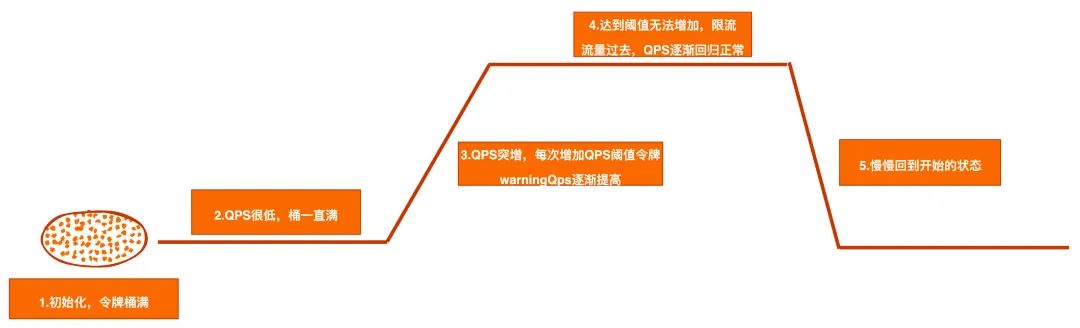 1.初始化，令牌桶满
2.QPS很低，桶一直满
3.QPS突增，每次增加QPS阈值令牌
warningQps逐渐提高
4.达到阈值无法增加，限流
流量过去，QPS逐渐回归正常
5.慢慢回到开始的状态